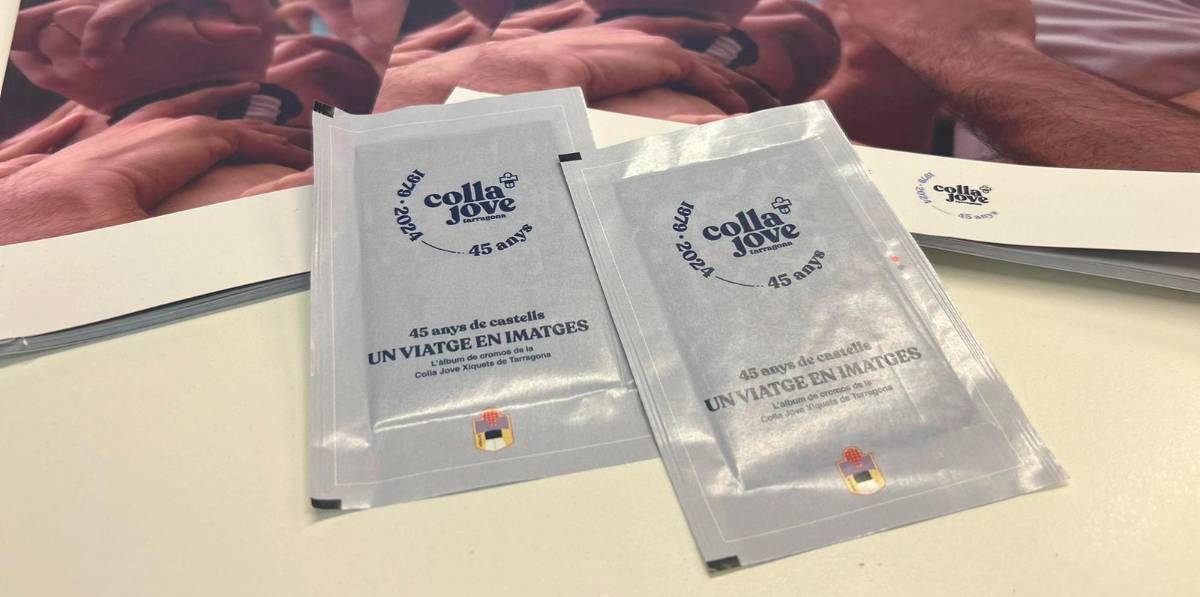 1979 · 2024
colla
jove
tarragona
45 anys
45 anys de castells
UN VIATGE EN IMATGES
L'àlbum de cromos de la
Colla Jove Xiquets de Tarragona
1979 · 2024
colla
jove
tarragona
45 anys
45 anys de castells
UN VIATGE EN IMATGES
L'àlbum de cromos de la
Colla Jove Xiquets de Tarragona
1979 · 2024
colla
jove
45 anys